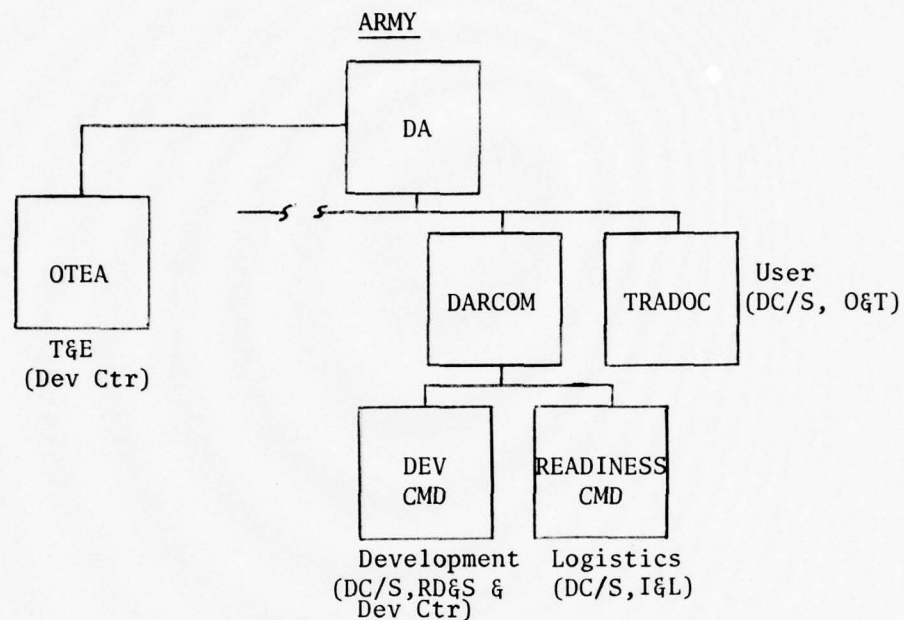 ARMY
DA
OTEA
T&E
(Dev Ctr)
DARCOM
TRADOC
User
(DC/S, O&T)
DEV
CMD
READINESS
CMD
Development
(DC/S,RD&S &
Dev Ctr)
Logistics
(DC/S,I&L)